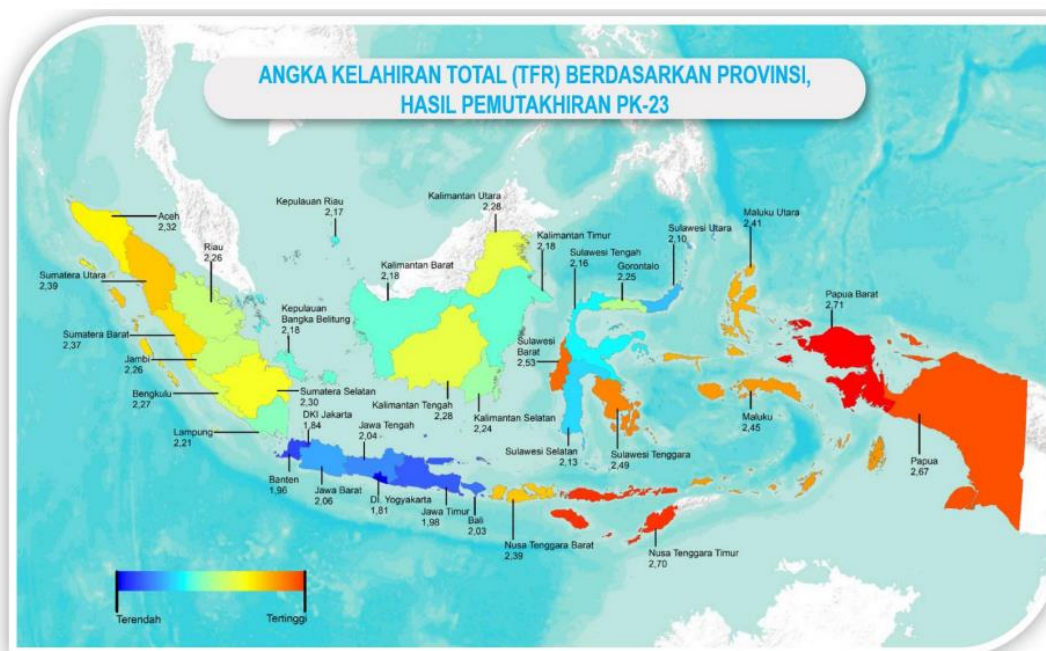 ANGKA KELAHIRAN TOTAL (TFR) BERDASARKAN PROVINSI,
HASIL PEMUTAKHIRAN PK-23
Aceh
2,32
Sumatera Utara
2,39
Riau
2,26
Kepulauan Riau
2,17
Sumatera Barat
2,37
Jambi
2,26
Bengkulu
2,27
Kepulauan
Bangka Belitung
2,18
Sumatera Selatan
2,30
Lampung
2,21
DKI Jakarta
1,84
Banten
1,96
Jawa Barat
2,06
Jawa Tengah
2,04
DI. Yogyakarta
1,81
Jawa Timur
1,98
Bali
2,03
Nusa Tenggara Barat
2,39
Nusa Tenggara Timur
2,70
Kalimantan Utara
2,28
Kalimantan Barat
2,18
Kalimantan Timur
2,18
Kalimantan Tengah
2,28
Kalimantan Selatan
2,24
Sulawesi Tengah
2,16
Gorontalo
2,25
Sulawesi Utara
2,10
Sulawesi
Barat
2,53
Sulawesi Selatan
2,13
Sulawesi Tenggara
2,49
Maluku Utara
2,41
Maluku
2,45
Papua Barat
2,71
Papua
2,67
Terendah
Tertinggi